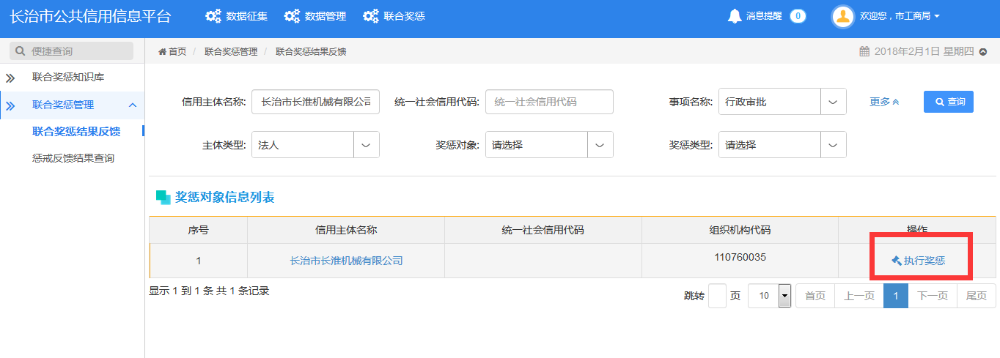 长治市公共信用信息平台 数据征集 数据管理 联合奖惩 消息提醒 0 欢迎您，市工商局
便捷查询
首页 / 联合奖惩管理 / 联合奖惩结果反馈
2018年2月1日 星期四
联合奖惩知识库
联合奖惩管理
联合奖惩结果反馈
惩戒反馈结果查询
信用主体名称: 长治市长淮机械有限公司 统一社会信用代码: 统一社会信用代码 事项名称: 行政审批 更多 查询
主体类型: 法人 奖惩对象: 请选择 奖惩类型: 请选择
奖惩对象信息列表
序号 信用主体名称 统一社会信用代码 组织机构代码 操作
1 长治市长淮机械有限公司 110760035 执行奖惩
显示 1 到 1 条 共 1 条记录
跳转 页 10 首页 上一页 1 下一页 尾页